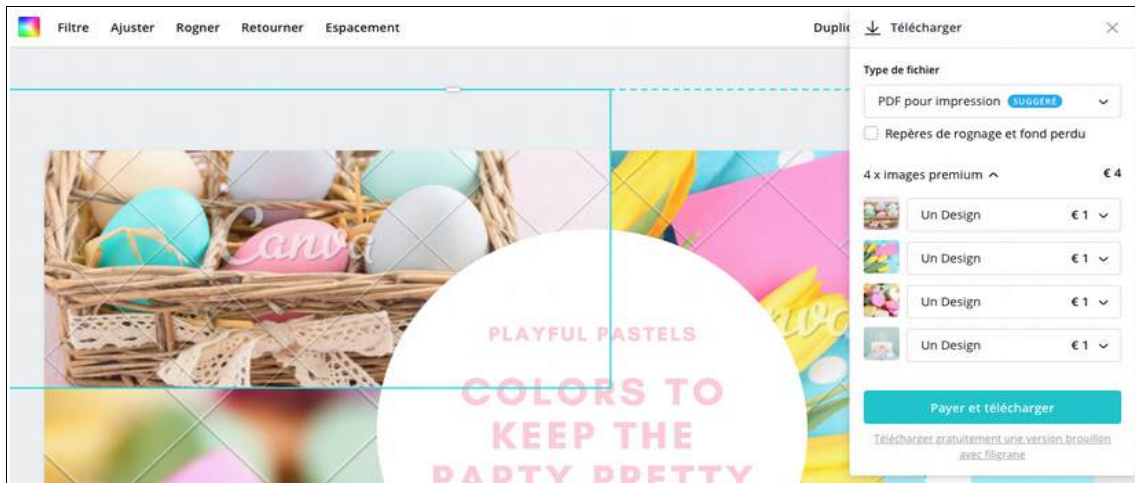 Filtre Ajuster Rogner Retourner Espacement
Télécharger
Type de fichier
PDF pour impression SUGGÉRÉ
Repères de rognage et fond perdu
4 x images premium € 4
Un Design € 1
Un Design € 1
Un Design € 1
Un Design € 1
Payer et télécharger
Télécharger gratuitement une version brouillon
avec filigrane
Canva
PLAYFUL PASTELS
COLORS TO
KEEP THE
PARTY PRETTY